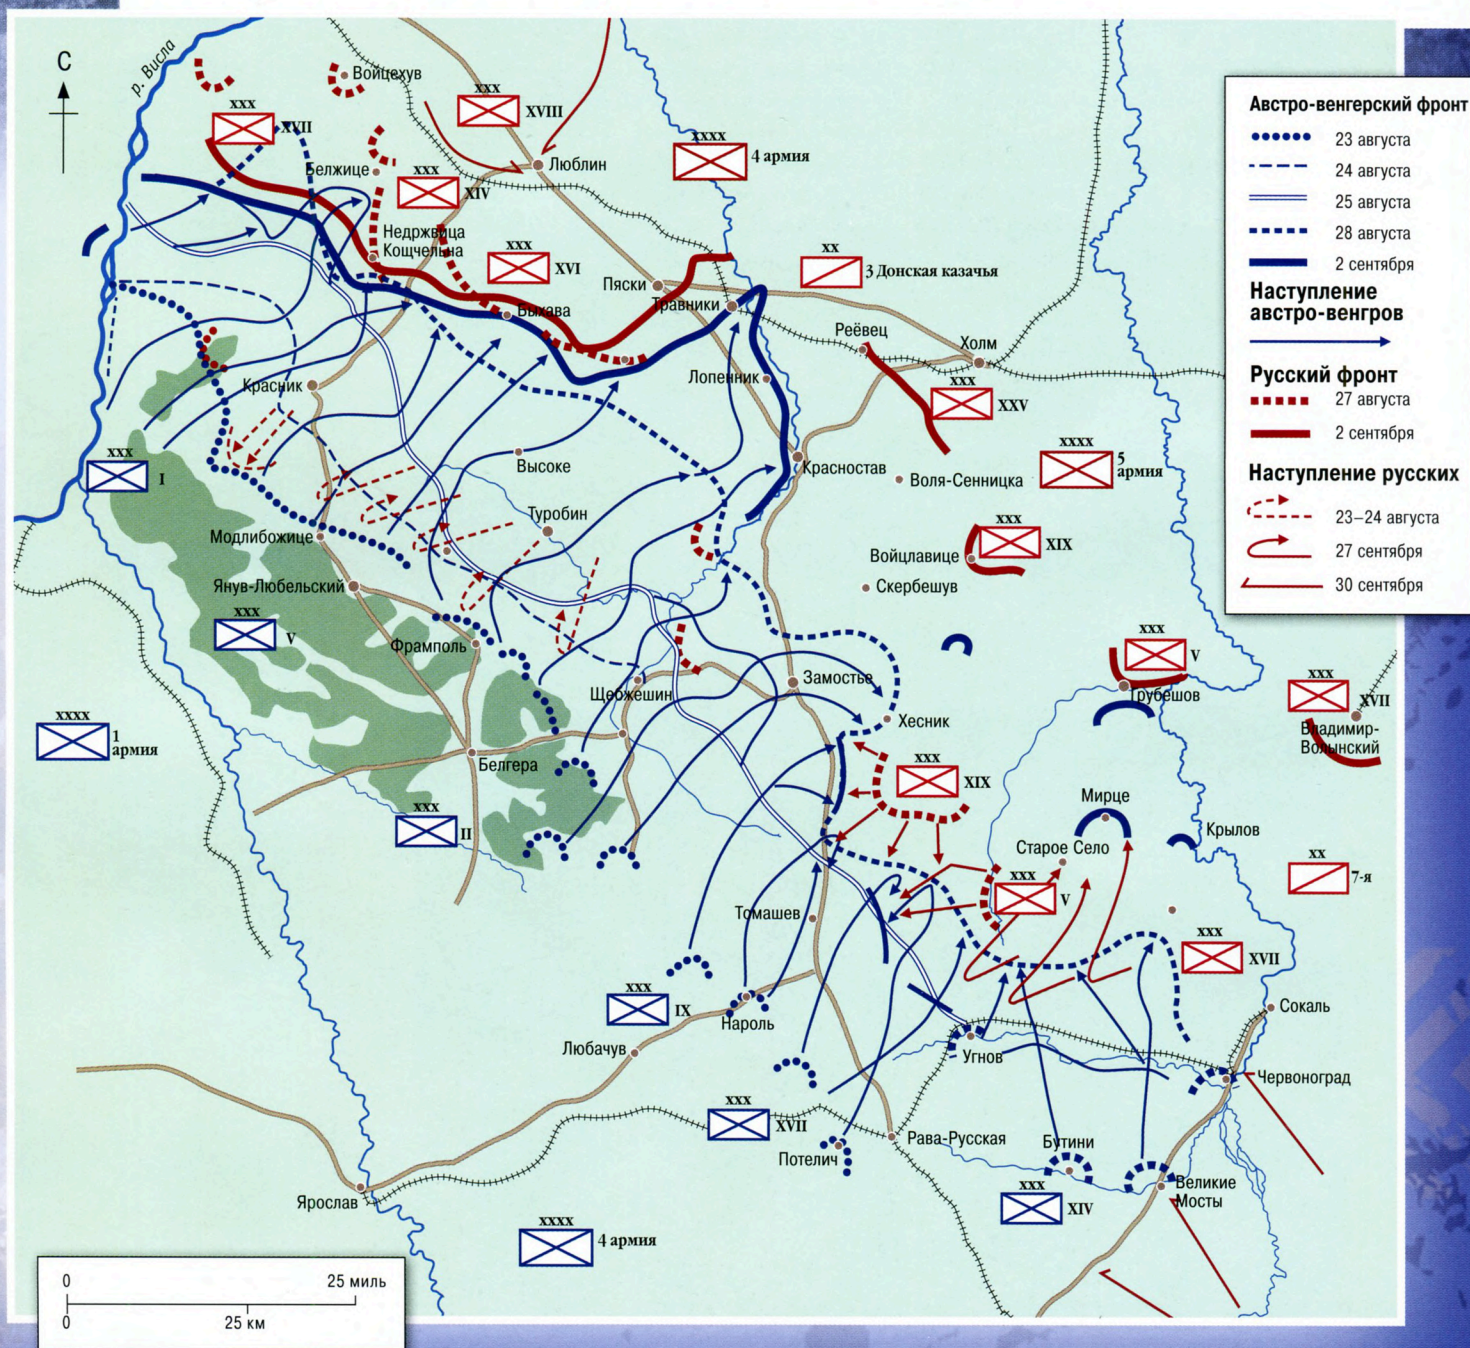 С
р. Висла
Войцехув
xxx
XVII
xxx
XVIII
Люблин
xxxx
4 армия
Белжице
xxx
XIV
Недржвица
Кощчельна
xxx
XVI
Пяски
xx
3 Донская казачья
Быхава
Травники
Реёвец
Холм
Красник
Лопенник
xxx
XXV
xxx
I
Высоке
Красностав
Воля-Сенницка
xxxx
5
армия
Туробин
Модлибожице
xxx
XIX
Войцлавице
Янув-Любельский
Скербешув
xxx
V
Фрамполь
xxx
V
Грубешов
Щебжешин
Замостье
xxx
XVII
Владимир-
Волынский
xxxx
1
армия
Хесник
Белгера
xxx
XIX
Мирце
xxx
II
Крылов
Старое Село
xx
7-я
xxx
V
Томашев
xxx
XVII
xxx
IX
Нароль
Сокаль
Любачув
Угнов
Червоноград
xxx
XVII
Потелич
Рава-Русская
Бутини
xxx
XIV
Великие
Мосты
Ярослав
xxxx
4 армия
0
25 миль
0
25 км
Австро-венгерский фронт
23 августа
24 августа
25 августа
28 августа
2 сентября
Наступление
австро-венгров
Русский фронт
27 августа
2 сентября
Наступление русских
23–24 августа
27 сентября
30 сентября